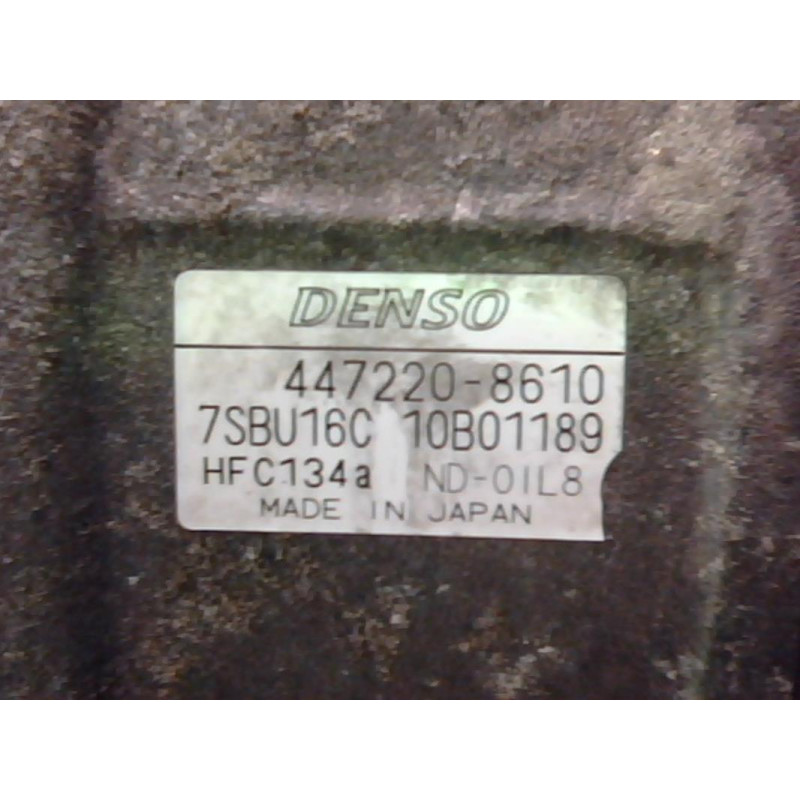 DENSO
447220-8610
7SBU16C 10B01189
HFC134a ND-OIL8
MADE IN JAPAN